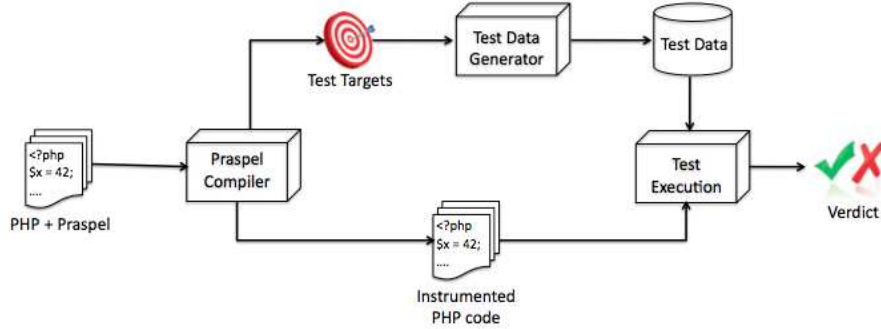 Test Targets
Test Data
Generator
Test Data
<?php
$x = 42;
....
PHP + Praspel
Praspel
Compiler
Test
Execution
Verdict
<?php
$x = 42;
....
Instrumented
PHP code